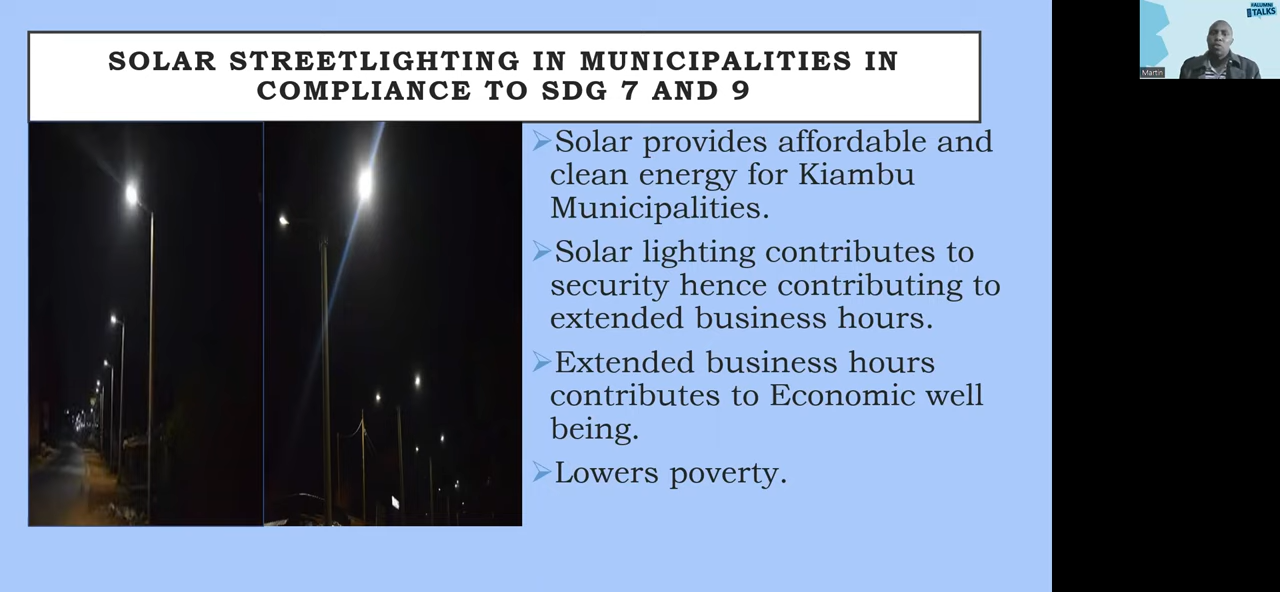 SOLAR STREETLIGHTING IN MUNICIPALITIES IN
COMPLIANCE TO SDG 7 AND 9
Solar provides affordable and
clean energy for Kiambu
Municipalities.
Solar lighting contributes to
security hence contributing to
extended business hours.
Extended business hours
contributes to Economic well
being.
Lowers poverty.
#ALUMNI
TALKS
Martin